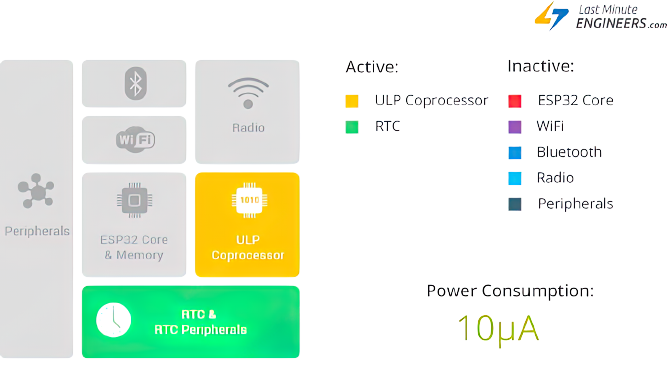 Last Minute
ENGINEERS.com
Active:
ULP Coprocessor
RTC
Inactive:
ESP32 Core
WiFi
Bluetooth
Radio
Peripherals
WiFi
Radio
Peripherals
ESP32 Core
& Memory
1010
ULP
Coprocessor
RTC &
RTC Peripherals
Power Consumption:
10µA